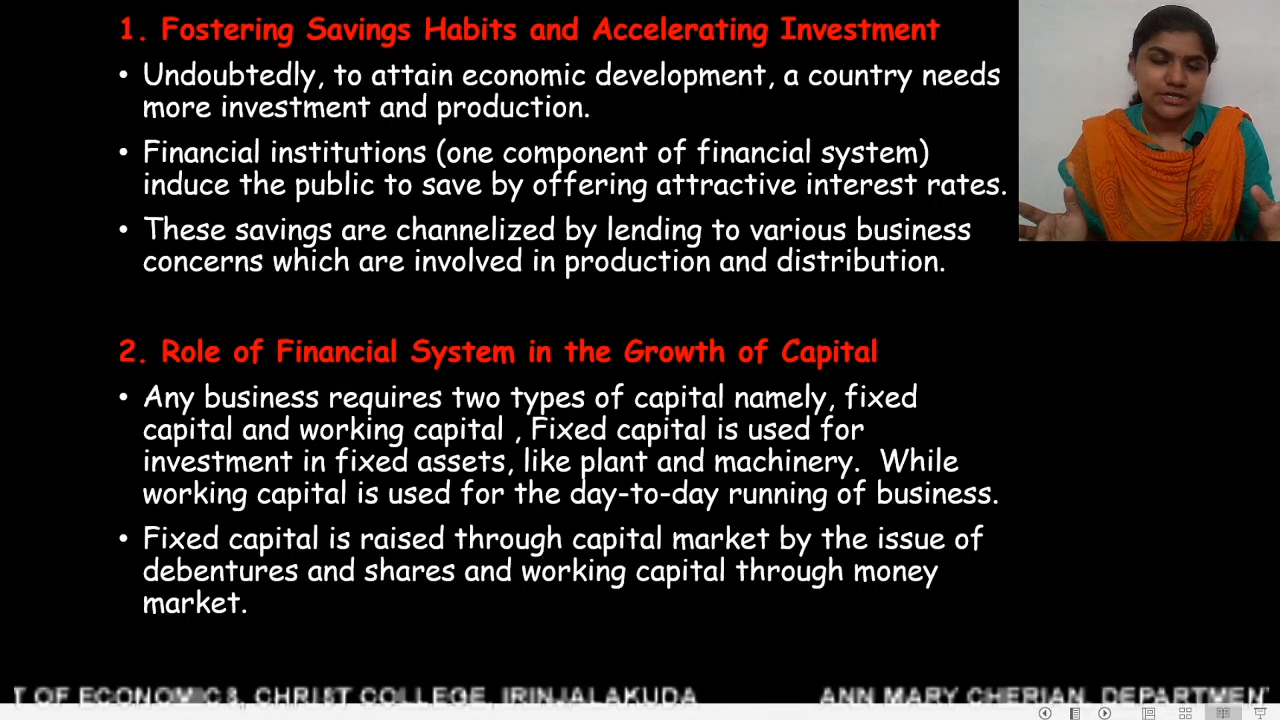 1. Fostering Savings Habits and Accelerating Investment
• Undoubtedly, to attain economic development, a country needs
more investment and production.
• Financial institutions (one component of financial system)
induce the public to save by offering attractive interest rates.
• These savings are channelized by lending to various business
concerns which are involved in production and distribution.
2. Role of Financial System in the Growth of Capital
• Any business requires two types of capital namely, fixed
capital and working capital , Fixed capital is used for
investment in fixed assets, like plant and machinery.  While
working capital is used for the day-to-day running of business.
• Fixed capital is raised through capital market by the issue of
debentures and shares and working capital through money
market.
T OF ECONOMICS, CHRIST COLLEGE, IRINJALAKUDA ANN MARY CHERIAN, DEPARTMEN